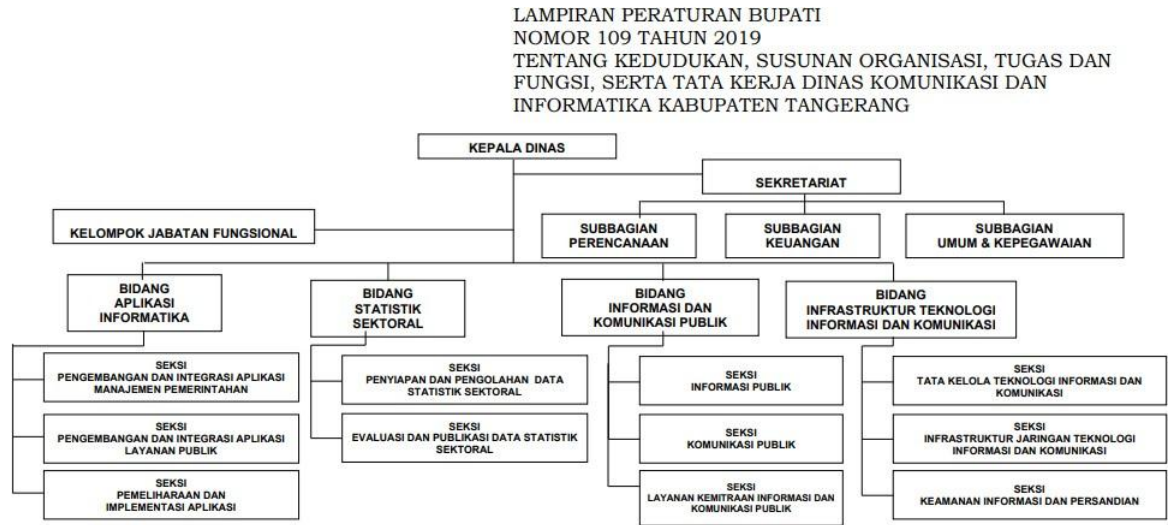 LAMPIRAN PERATURAN BUPATI
NOMOR 109 TAHUN 2019
TENTANG KEDUDUKAN, SUSUNAN ORGANISASI, TUGAS DAN
FUNGSI, SERTA TATA KERJA DINAS KOMUNIKASI DAN
INFORMATIKA KABUPATEN TANGERANG
KEPALA DINAS
SEKRETARIAT
KELOMPOK JABATAN FUNGSIONAL
SUBBAGIAN
PERENCANAAN
SUBBAGIAN
KEUANGAN
SUBBAGIAN
UMUM & KEPEGAWAIAN
BIDANG
APLIKASI
INFORMATIKA
SEKSI
PENGEMBANGAN DAN INTEGRASI APLIKASI
MANAJEMEN PEMERINTAHAN
SEKSI
PENGEMBANGAN DAN INTEGRASI APLIKASI
LAYANAN PUBLIK
SEKSI
PEMELIHARAAN DAN
IMPLEMENTASI APLIKASI
BIDANG
STATISTIK
SEKTORAL
SEKSI
PENYIAPAN DAN PENGOLAHAN DATA
STATISTIK SEKTORAL
SEKSI
EVALUASI DAN PUBLIKASI DATA STATISTIK
SEKTORAL
BIDANG
INFORMASI DAN
KOMUNIKASI PUBLIK
SEKSI
INFORMASI PUBLIK
SEKSI
KOMUNIKASI PUBLIK
SEKSI
LAYANAN KEMITRAAN INFORMASI DAN
KOMUNIKASI PUBLIK
BIDANG
INFRASTRUKTUR TEKNOLOGI
INFORMASI DAN KOMUNIKASI
SEKSI
TATA KELOLA TEKNOLOGI INFORMASI DAN
KOMUNIKASI
SEKSI
INFRASTRUKTUR JARINGAN TEKNOLOGI
INFORMASI DAN KOMUNIKASI
SEKSI
KEAMANAN INFORMASI DAN PERSANDIAN